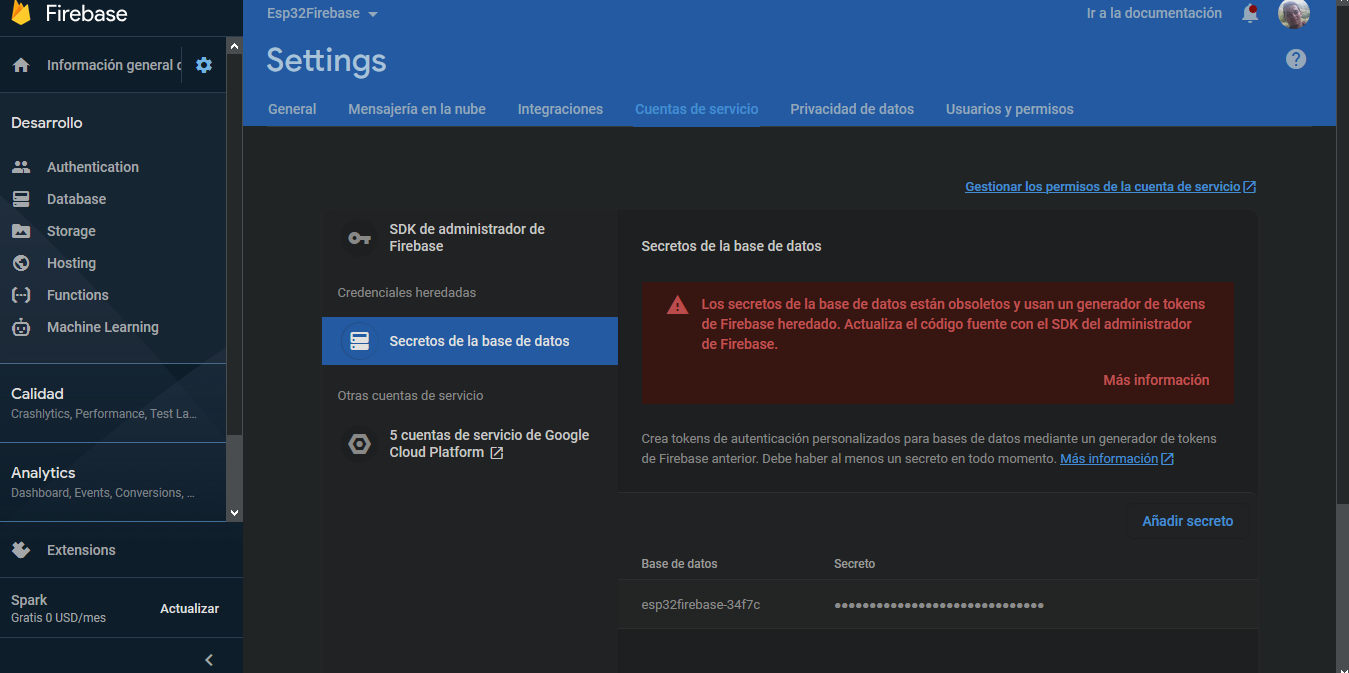 Firebase
Esp32Firebase
Ir a la documentación
Información general d
Settings
General
Mensajería en la nube
Integraciones
Cuentas de servicio
Privacidad de datos
Usuarios y permisos
Desarrollo
Authentication
Database
Storage
Hosting
Functions
Machine Learning
Calidad
Crashlytics, Performance, Test La...
Analytics
Dashboard, Events, Conversions, ...
Extensions
Spark
Gratis 0 USD/mes
Actualizar
Gestionar los permisos de la cuenta de servicio
SDK de administrador de
Firebase
Credenciales heredadas
Secretos de la base de datos
Otras cuentas de servicio
5 cuentas de servicio de Google
Cloud Platform
Secretos de la base de datos
Los secretos de la base de datos están obsoletos y usan un generador de tokens
de Firebase heredado. Actualiza el código fuente con el SDK del administrador
de Firebase.
Más información
Crea tokens de autenticación personalizados para bases de datos mediante un generador de tokens
de Firebase anterior. Debe haber al menos un secreto en todo momento. Más información
Añadir secreto
Base de datos
Secreto
esp32firebase-34f7c
••••••••••••••••••••••••••••••